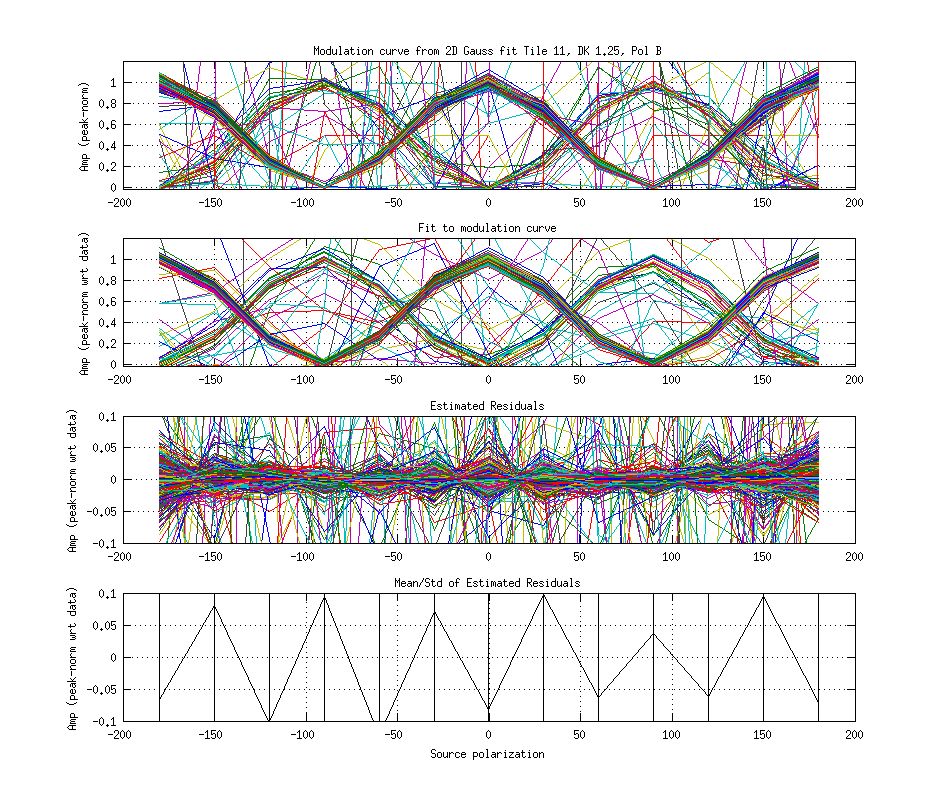 Modulation curve from 2D Gauss fit Tile 11, DK 1.25, Pol B
Amp (peak-norm)
1
0.8
0.6
0.4
0.2
0
-200 -150 -100 -50 0 50 100 150 200
Fit to modulation curve
Amp (peak-norm wrt data)
1
0.8
0.6
0.4
0.2
0
-200 -150 -100 -50 0 50 100 150 200
Estimated Residuals
Amp (peak-norm wrt data)
0.1
0.05
0
-0.05
-0.1
-200 -150 -100 -50 0 50 100 150 200
Mean/Std of Estimated Residuals
Amp (peak-norm wrt data)
0.1
0.05
0
-0.05
-0.1
-200 -150 -100 -50 0 50 100 150 200
Source polarization